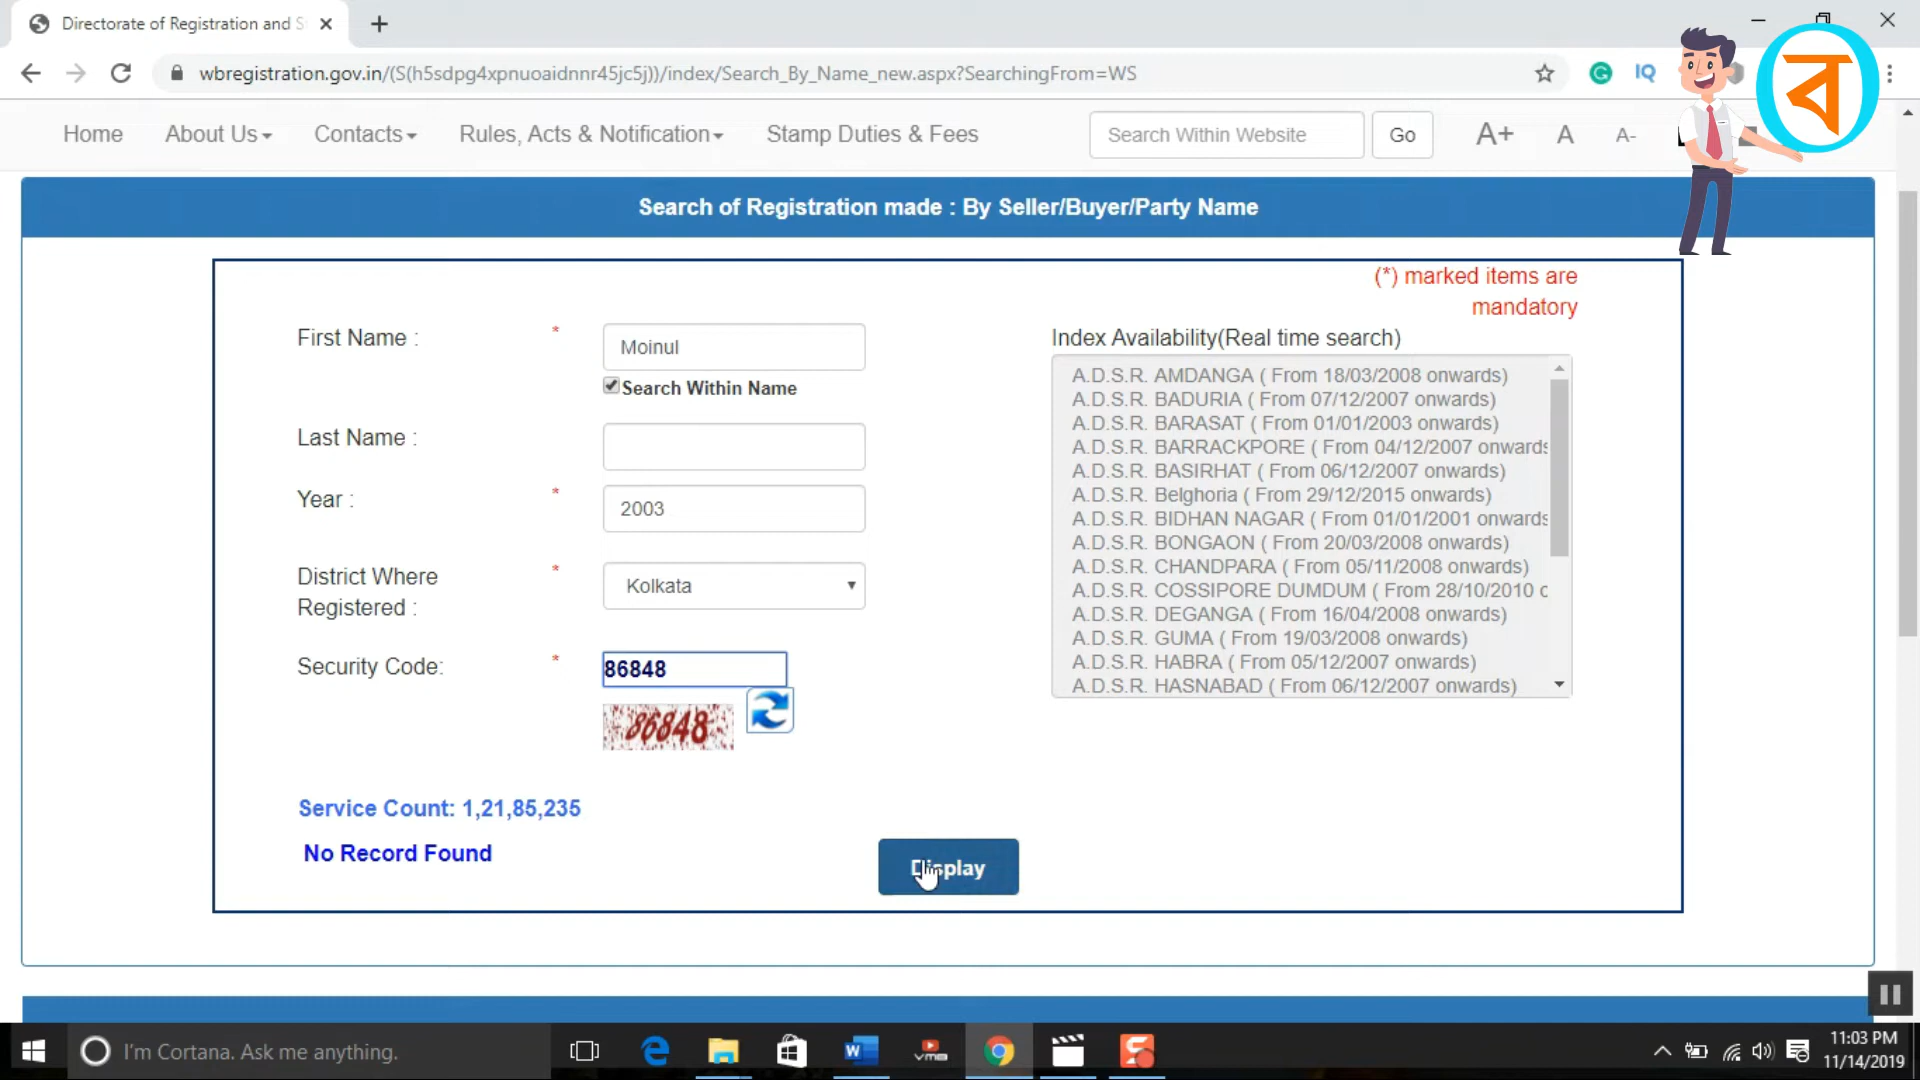 Directorate of Registration and S
wbregistration.gov.in/(S(h5sdpg4xpnuoaidnnr45jc5j))/index/Search_By_Name_new.aspx?SearchingFrom=WS
IQ
ব
Home About Us Contacts Rules, Acts & Notification Stamp Duties & Fees Search Within Website Go A+ A A-
Search of Registration made : By Seller/Buyer/Party Name
(*) marked items are
mandatory
First Name : * Moinul
Search Within Name
Last Name :
Year : * 2003
District Where
Registered : * Kolkata
Security Code: * 86848
86848
Index Availability(Real time search)
A.D.S.R. AMDANGA ( From 18/03/2008 onwards)
A.D.S.R. BADURIA ( From 07/12/2007 onwards)
A.D.S.R. BARASAT ( From 01/01/2003 onwards)
A.D.S.R. BARRACKPORE ( From 04/12/2007 onwards
A.D.S.R. BASIRHAT ( From 06/12/2007 onwards)
A.D.S.R. Belghoria ( From 29/12/2015 onwards)
A.D.S.R. BIDHAN NAGAR ( From 01/01/2001 onwards
A.D.S.R. BONGAON ( From 20/03/2008 onwards)
A.D.S.R. CHANDPARA ( From 05/11/2008 onwards)
A.D.S.R. COSSIPORE DUMDUM ( From 28/10/2010 o
A.D.S.R. DEGANGA ( From 16/04/2008 onwards)
A.D.S.R. GUMA ( From 19/03/2008 onwards)
A.D.S.R. HABRA ( From 05/12/2007 onwards)
A.D.S.R. HASNABAD ( From 06/12/2007 onwards)
Service Count: 1,21,85,235
No Record Found
Display
I'm Cortana. Ask me anything.
11:03 PM
11/14/2019